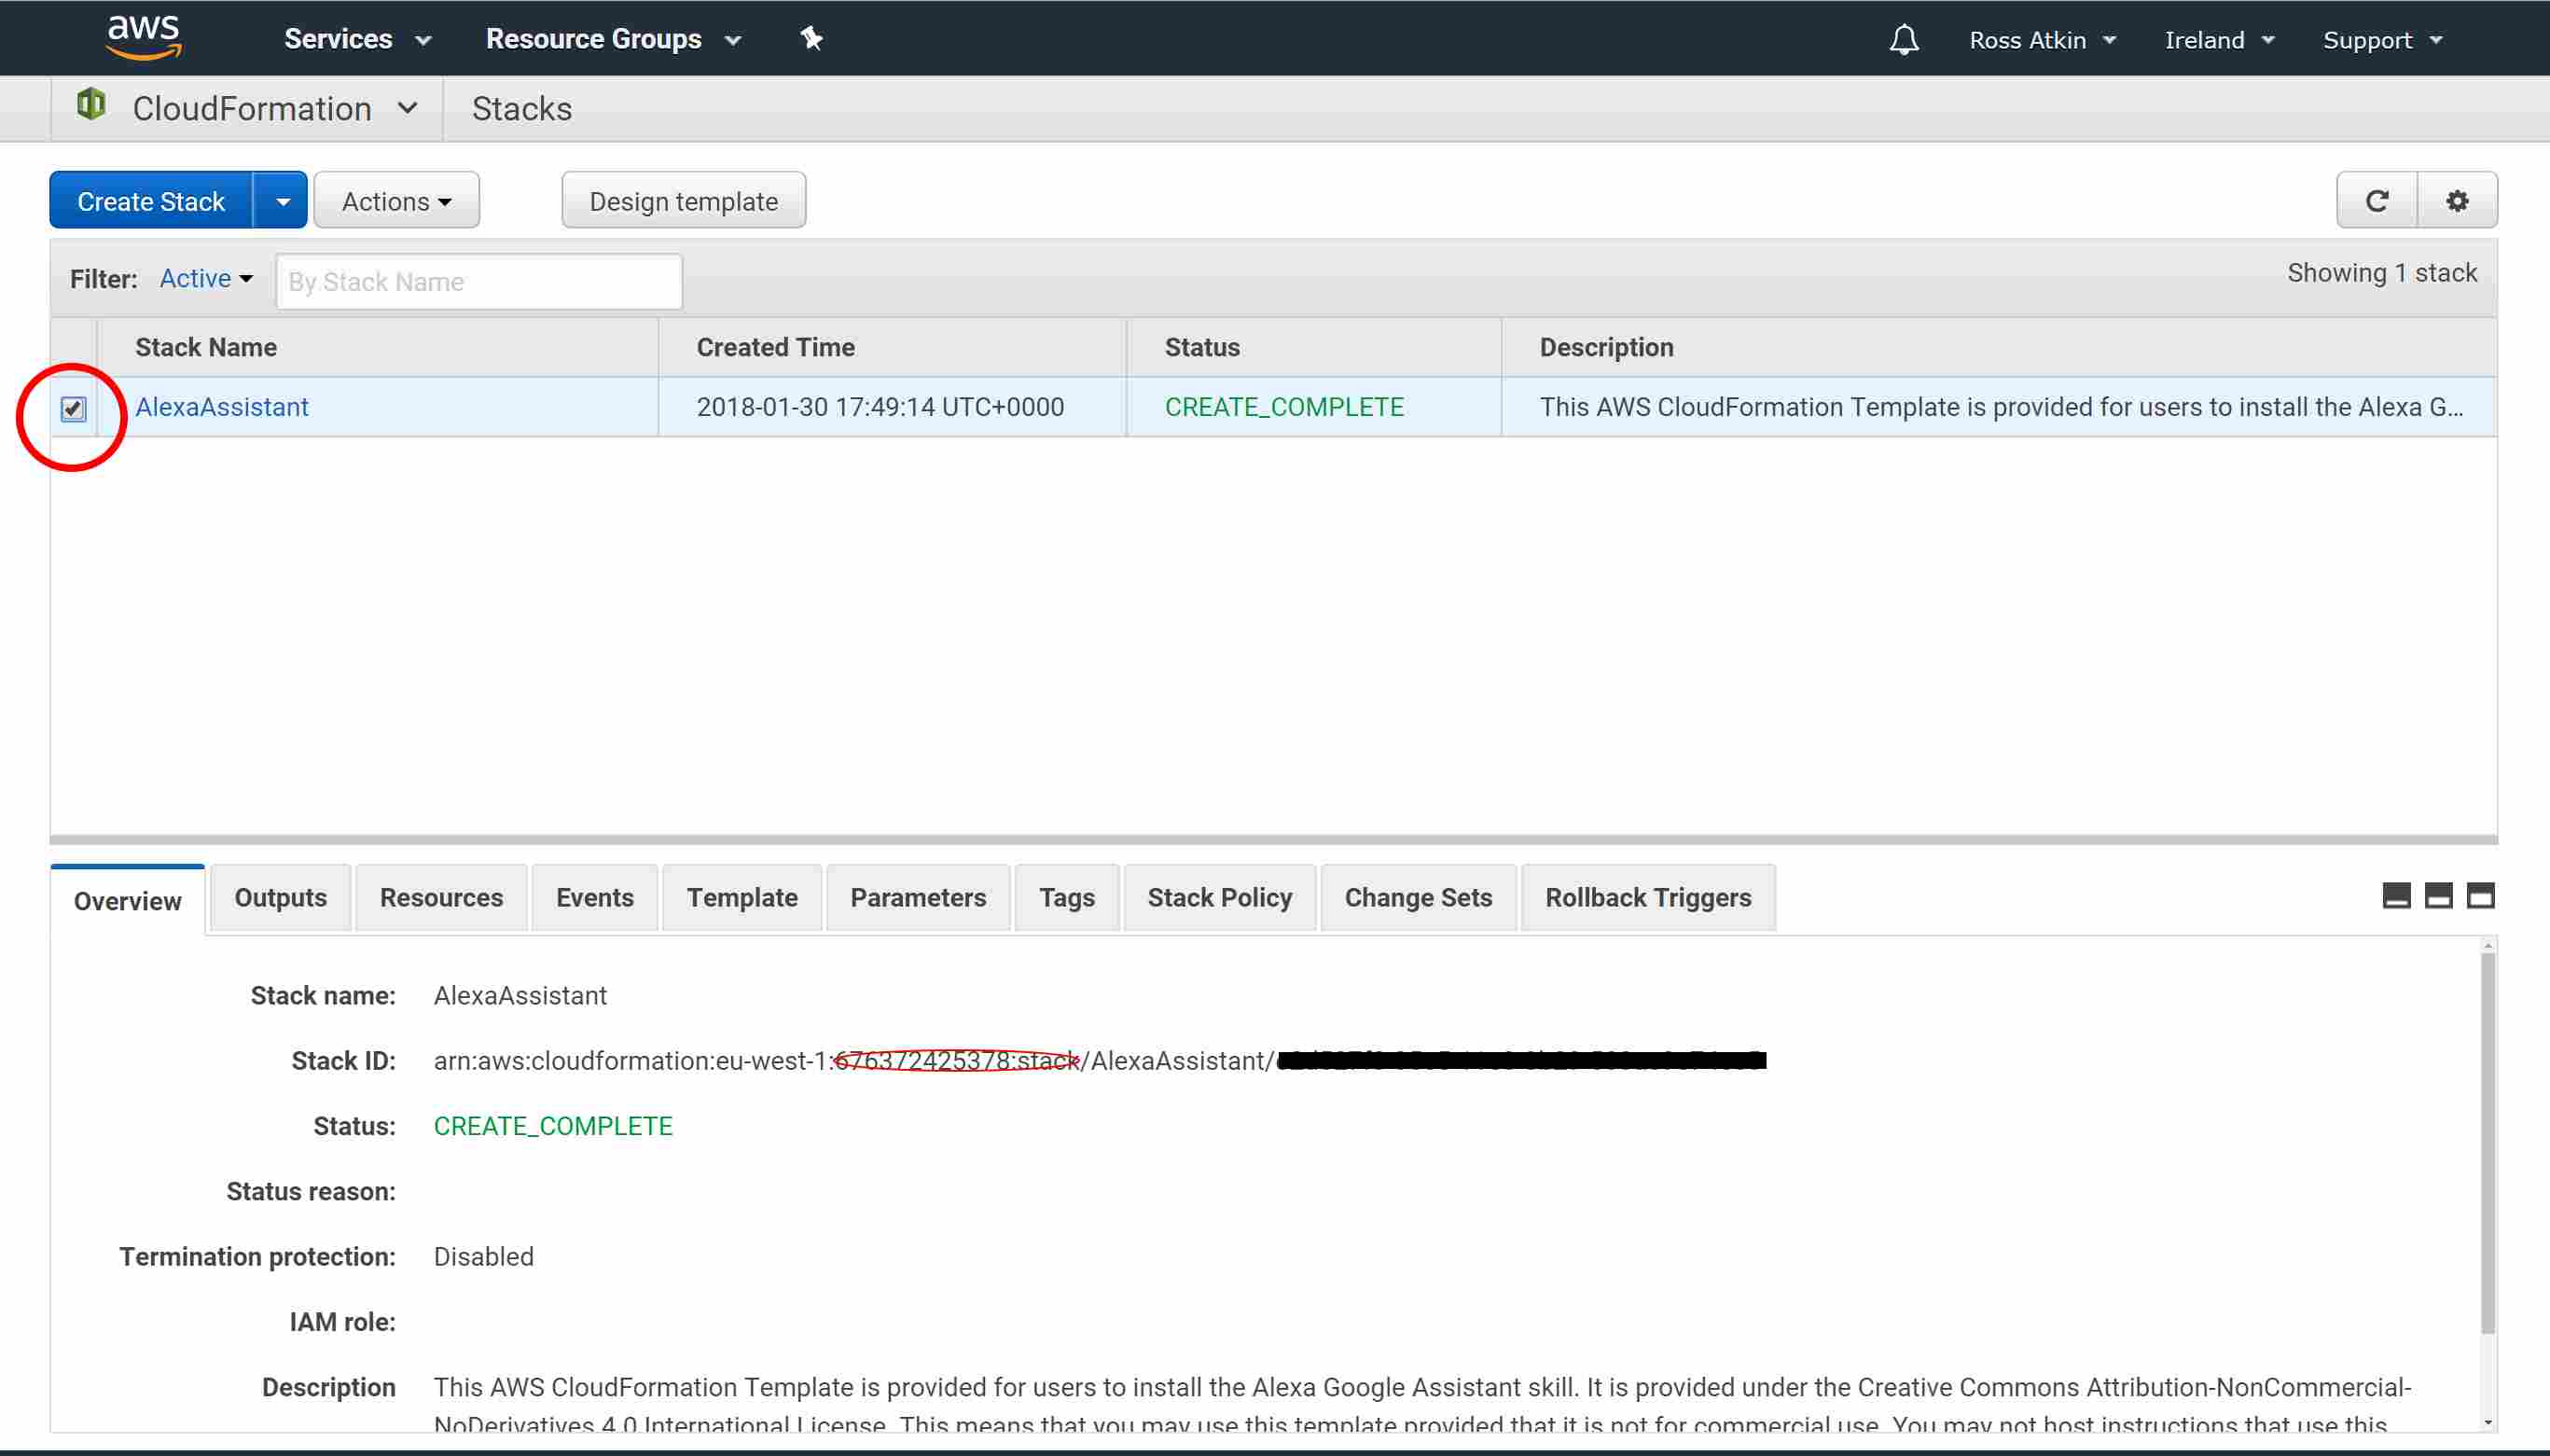 aws Services Resource Groups Ross Atkin Ireland Support
CloudFormation Stacks
Create Stack Actions Design template
Filter: Active By Stack Name Showing 1 stack
Stack Name Created Time Status Description
AlexaAssistant 2018-01-30 17:49:14 UTC+0000 CREATE_COMPLETE This AWS CloudFormation Template is provided for users to install the Alexa G...
Overview Outputs Resources Events Template Parameters Tags Stack Policy Change Sets Rollback Triggers
Stack name: AlexaAssistant
Stack ID: arn:aws:cloudformation:eu-west-1:676372425378:stack/AlexaAssistant/
Status: CREATE_COMPLETE
Status reason:
Termination protection: Disabled
IAM role:
Description This AWS CloudFormation Template is provided for users to install the Alexa Google Assistant skill. It is provided under the Creative Commons Attribution-NonCommercial-
NoDerivatives 4.0 International License. This means that you may use this template provided that it is not for commercial use. You may not host instructions that use this